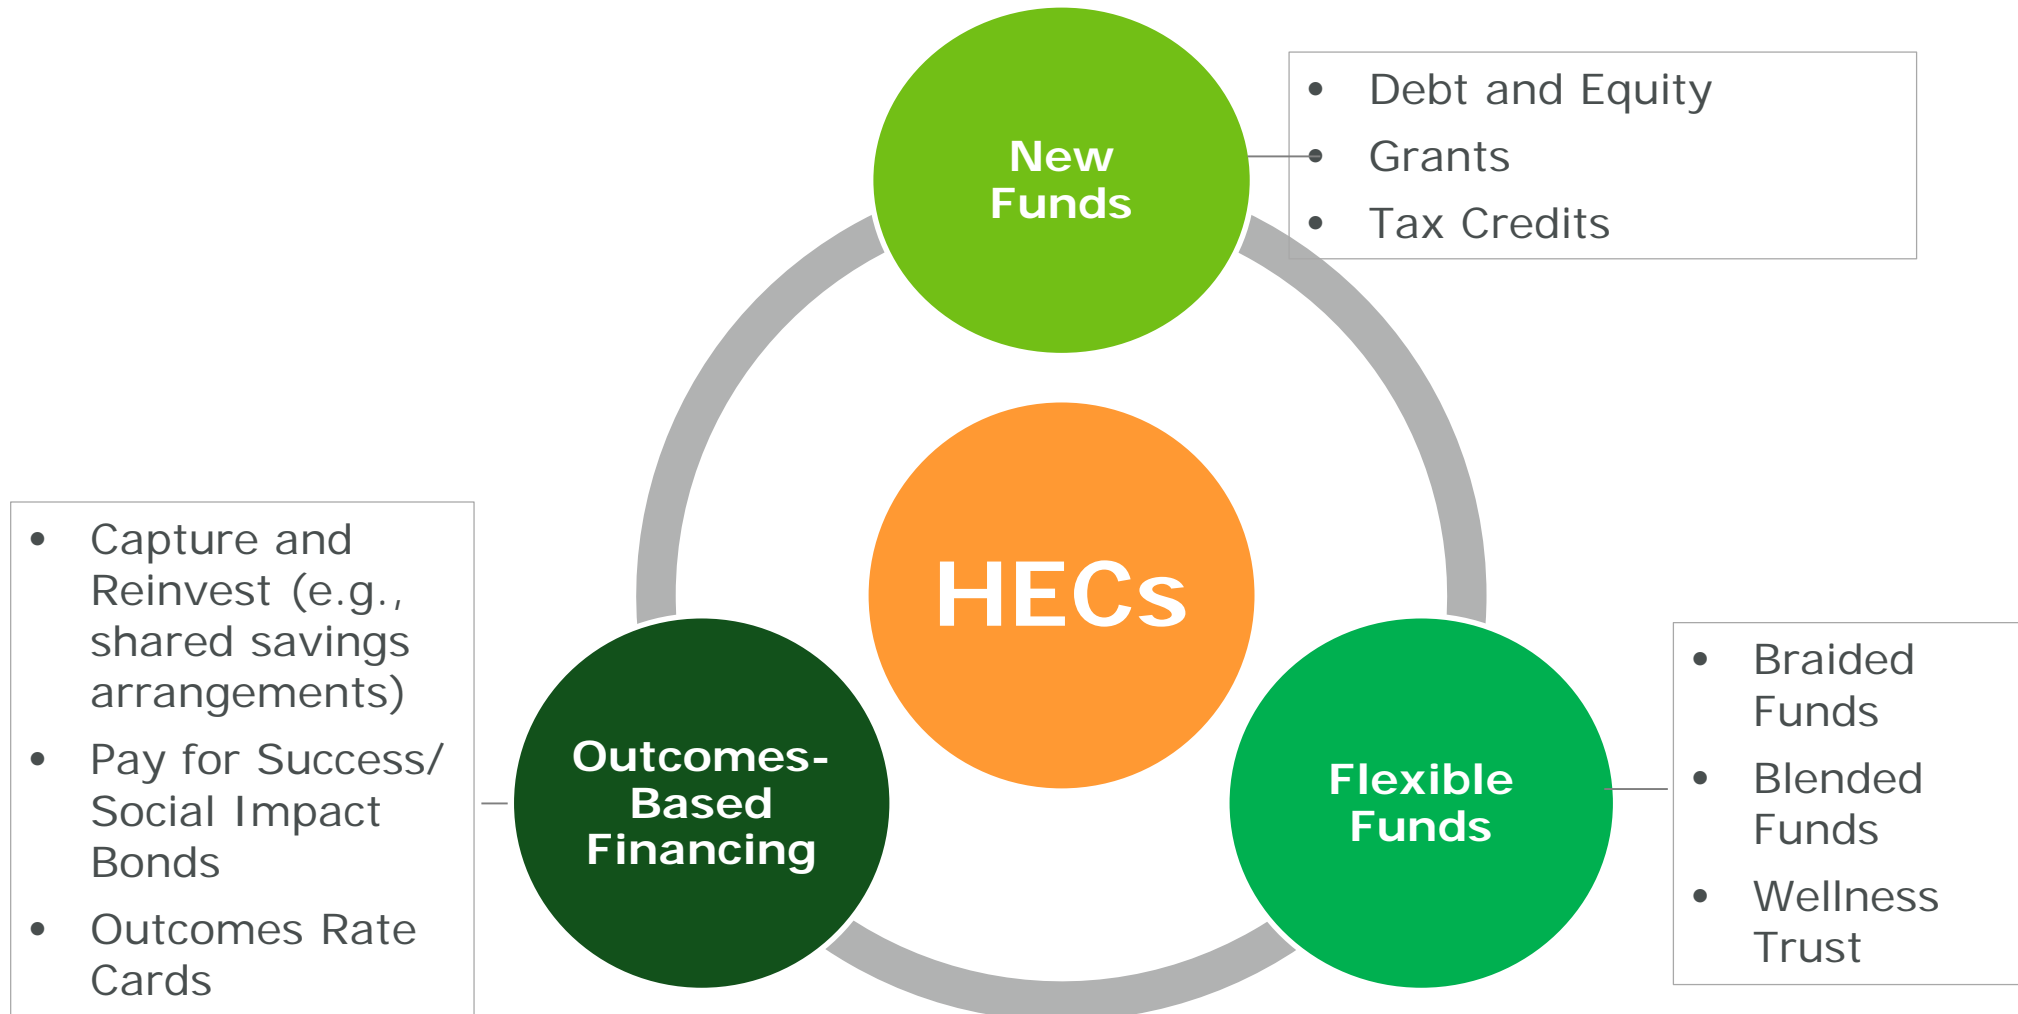 New
Funds
• Debt and Equity
• Grants
• Tax Credits
HECs
• Capture and
Reinvest (e.g.,
shared savings
arrangements)
• Pay for Success/
Social Impact
Bonds
• Outcomes Rate
Cards
Outcomes-
Based
Financing
Flexible
Funds
• Braided
Funds
• Blended
Funds
• Wellness
Trust